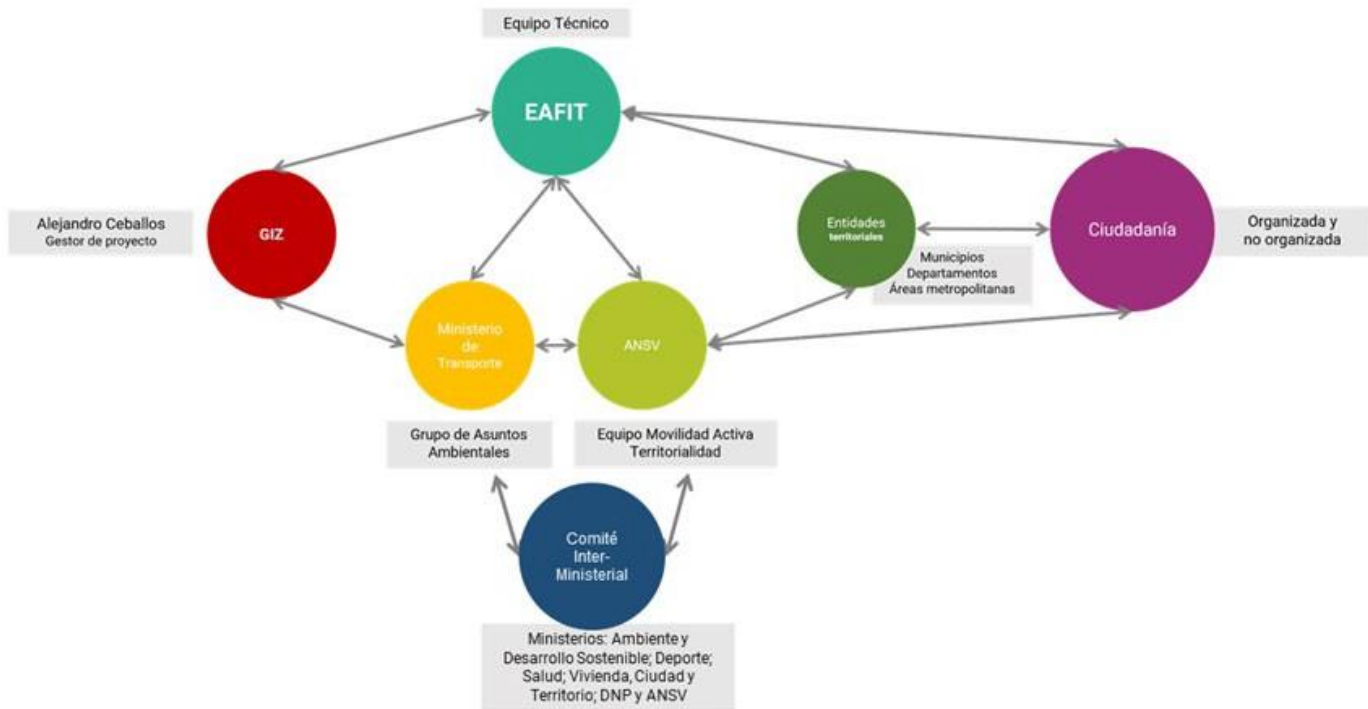 Equipo Técnico
EAFIT
Alejandro Ceballos
Gestor de proyecto
GIZ
Entidades
territoriales
Municipios
Departamentos
Áreas metropolitanas
Ciudadanía
Organizada y
no organizada
Ministerio
de
Transporte
ANSV
Grupo de Asuntos
Ambientales
Equipo Movilidad Activa
Territorialidad
Comité
Inter-
Ministerial
Ministerios: Ambiente y
Desarrollo Sostenible; Deporte;
Salud; Vivienda, Ciudad y
Territorio; DNP y ANSV